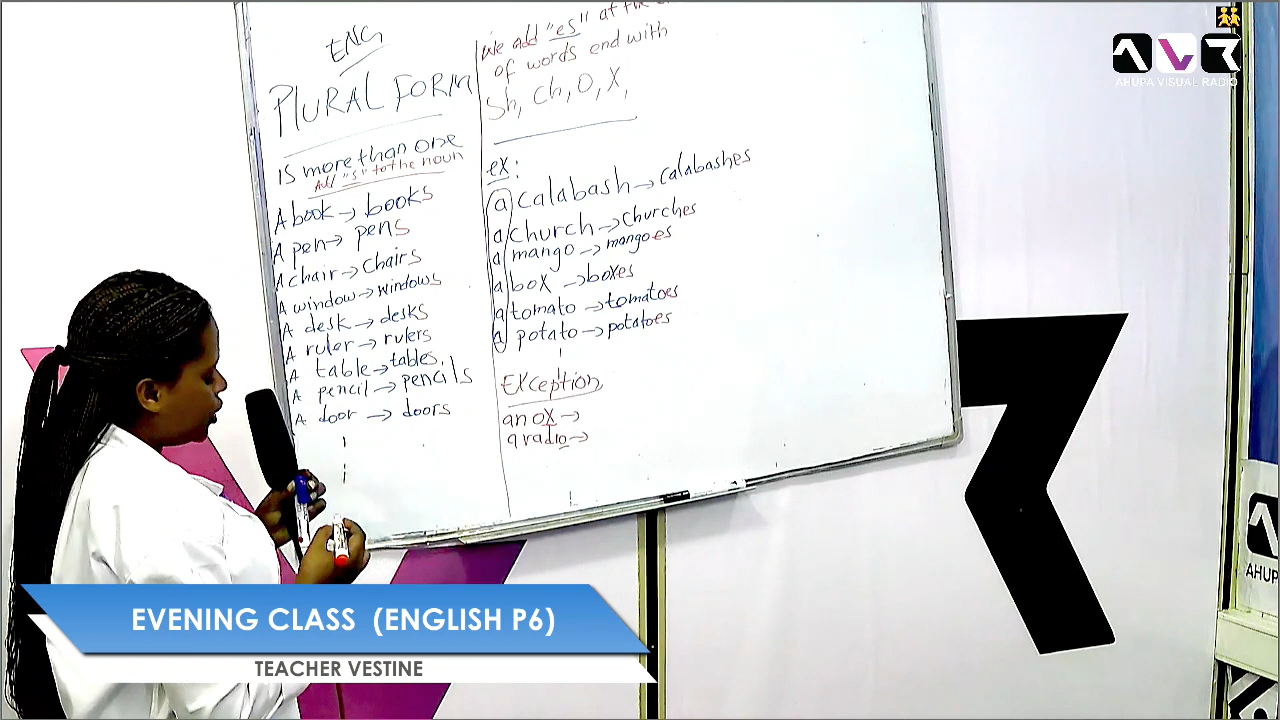 ENG
PLURAL FORM
is more than one
Add "s" to the noun
A book → books
A pen → pens
A chair → chairs
A window → windows
A desk → desks
A ruler → rulers
A table → tables
A pencil → pencils
A door → doors
We add "es" at the
of words end with
Sh, Ch, O, X,
ex:
a calabash → calabashes
a church → churches
a mango → mangoes
a box → boxes
a tomato → tomatoes
a potato → potatoes
Exception
an ox →
a radio →
AHUPA VISUAL RADIO
AHUPA
EVENING CLASS (ENGLISH P6)
TEACHER VESTINE